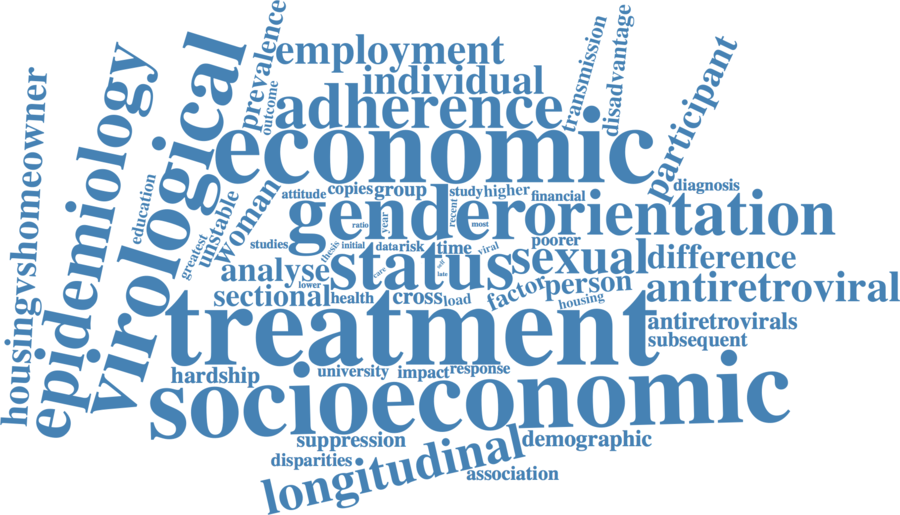 employment
individual
prevalence
outcome
adherence
transmission
disadvantage
participant
economic
virological
epidemiology
housingvshomeowner
education
unstable
greatest
woman
attitude
copies
group
study
higher
financial
diagnosis
gender
orientation
ratio
year
recent
most
studies
thesis
initial
data
risk
time
viral
poorer
status
sexual
difference
analyse
lower
care
self
late
sectional
health
cross
load
factor
person
housing
antiretroviral
treatment
antiretrovirals
subsequent
hardship
university
impact
response
socioeconomic
suppression
longitudinal
demographic
disparities
association